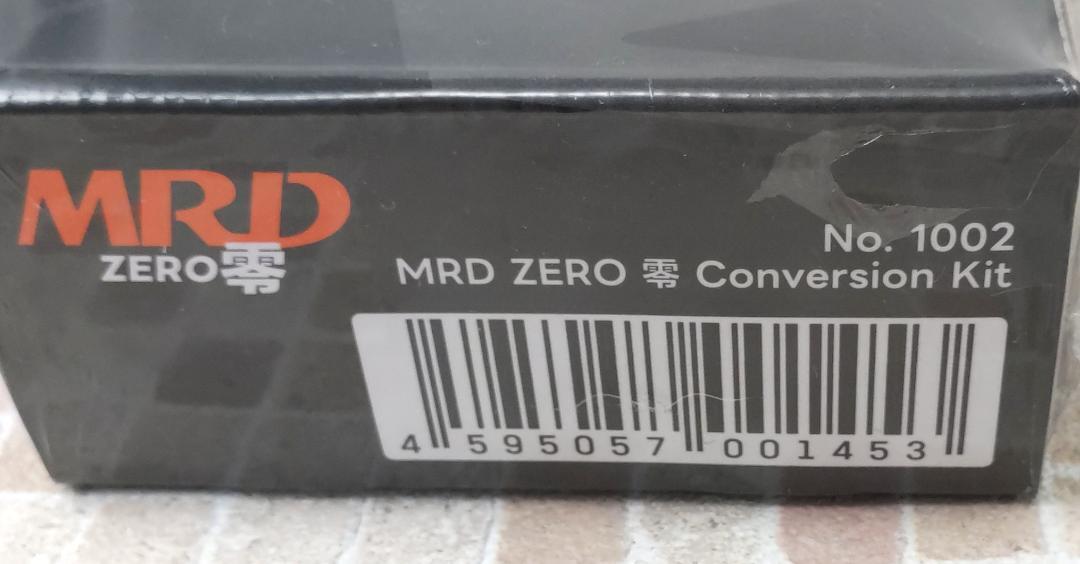 MRD
ZERO零
No. 1002
MRD ZERO 零 Conversion Kit
4 595057 001453